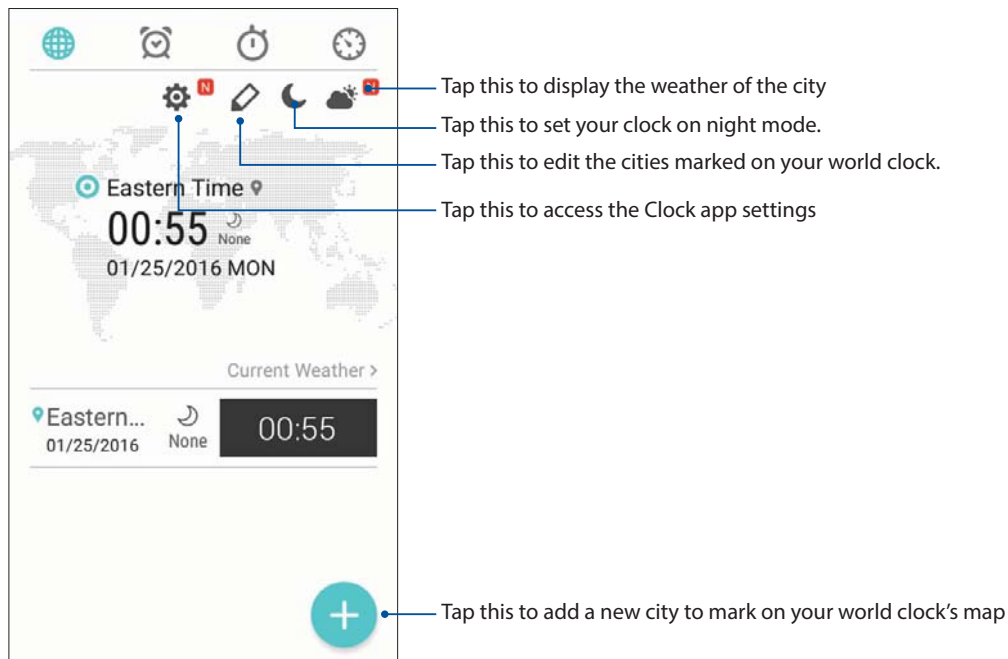 N
Tap this to display the weather of the city
Tap this to set your clock on night mode.
Tap this to edit the cities marked on your world clock.
Tap this to access the Clock app settings
Eastern Time
00:55
None
01/25/2016 MON
Current Weather >
Eastern...
01/25/2016
None
00:55
Tap this to add a new city to mark on your world clock's map